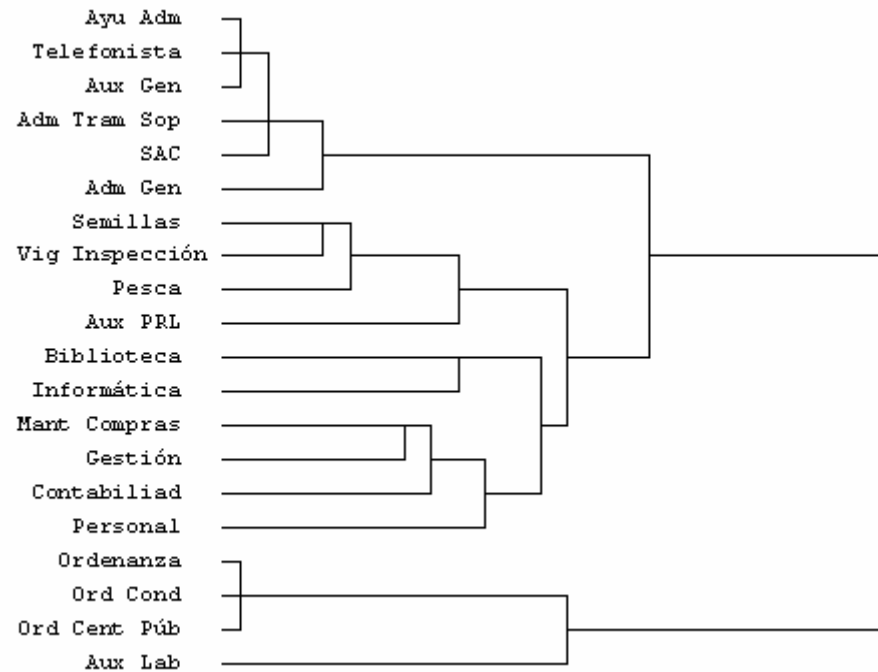 Ayu Adm
Telefonista
Aux Gen
Adm Tram Sop
SAC
Adm Gen
Semillas
Vig Inspección
Pesca
Aux PRL
Biblioteca
Informática
Mant Compras
Gestión
Contabiliad
Personal
Ordenanza
Ord Cond
Ord Cent Púb
Aux Lab